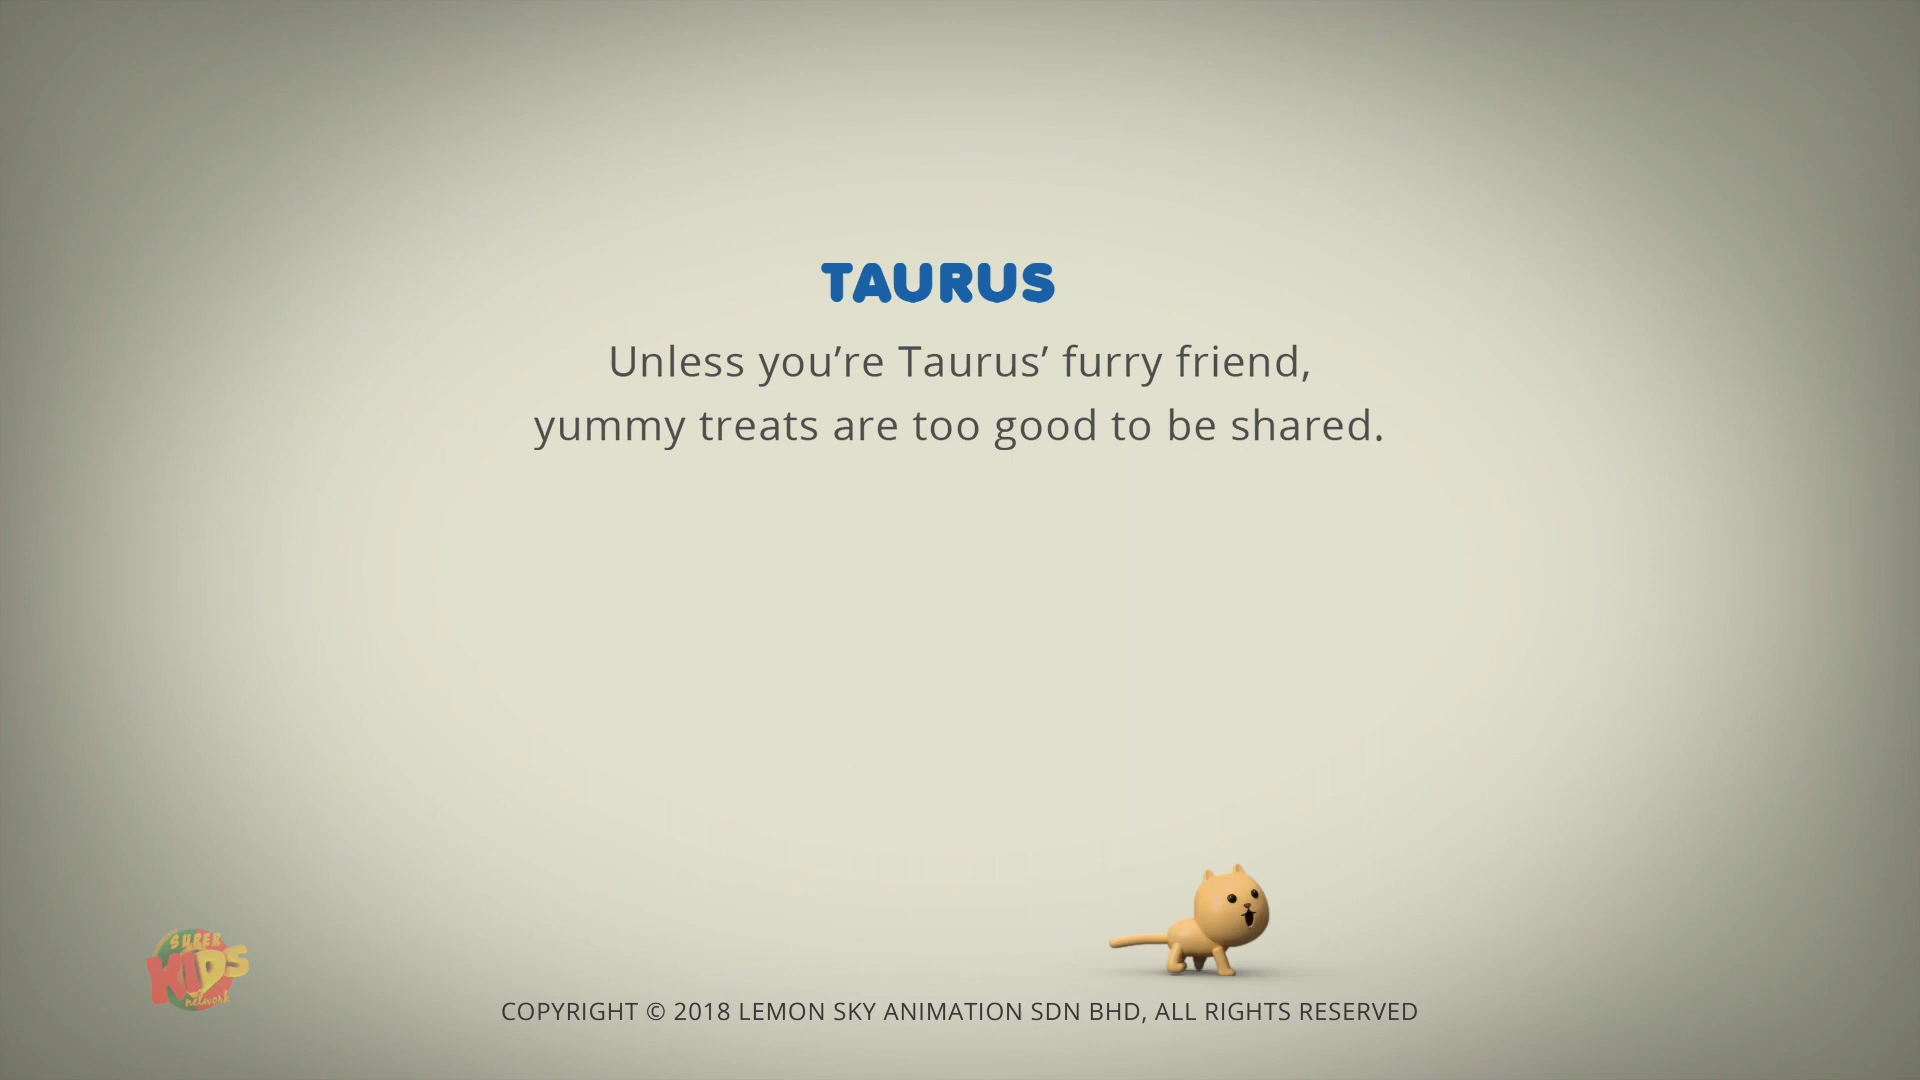 TAURUS
Unless you’re Taurus’ furry friend,
yummy treats are too good to be shared.
SUPER
KIDS
network
COPYRIGHT © 2018 LEMON SKY ANIMATION SDN BHD, ALL RIGHTS RESERVED